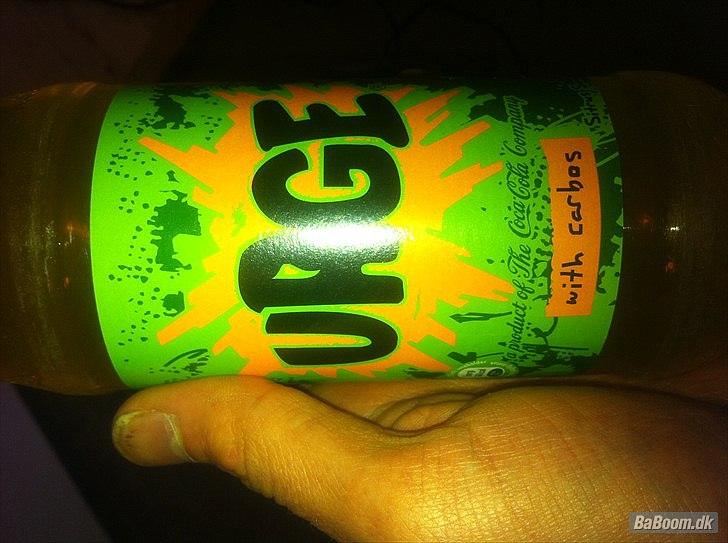 URGE
a product of The Coca-Cola Company
with carbos
BaBoom.dk